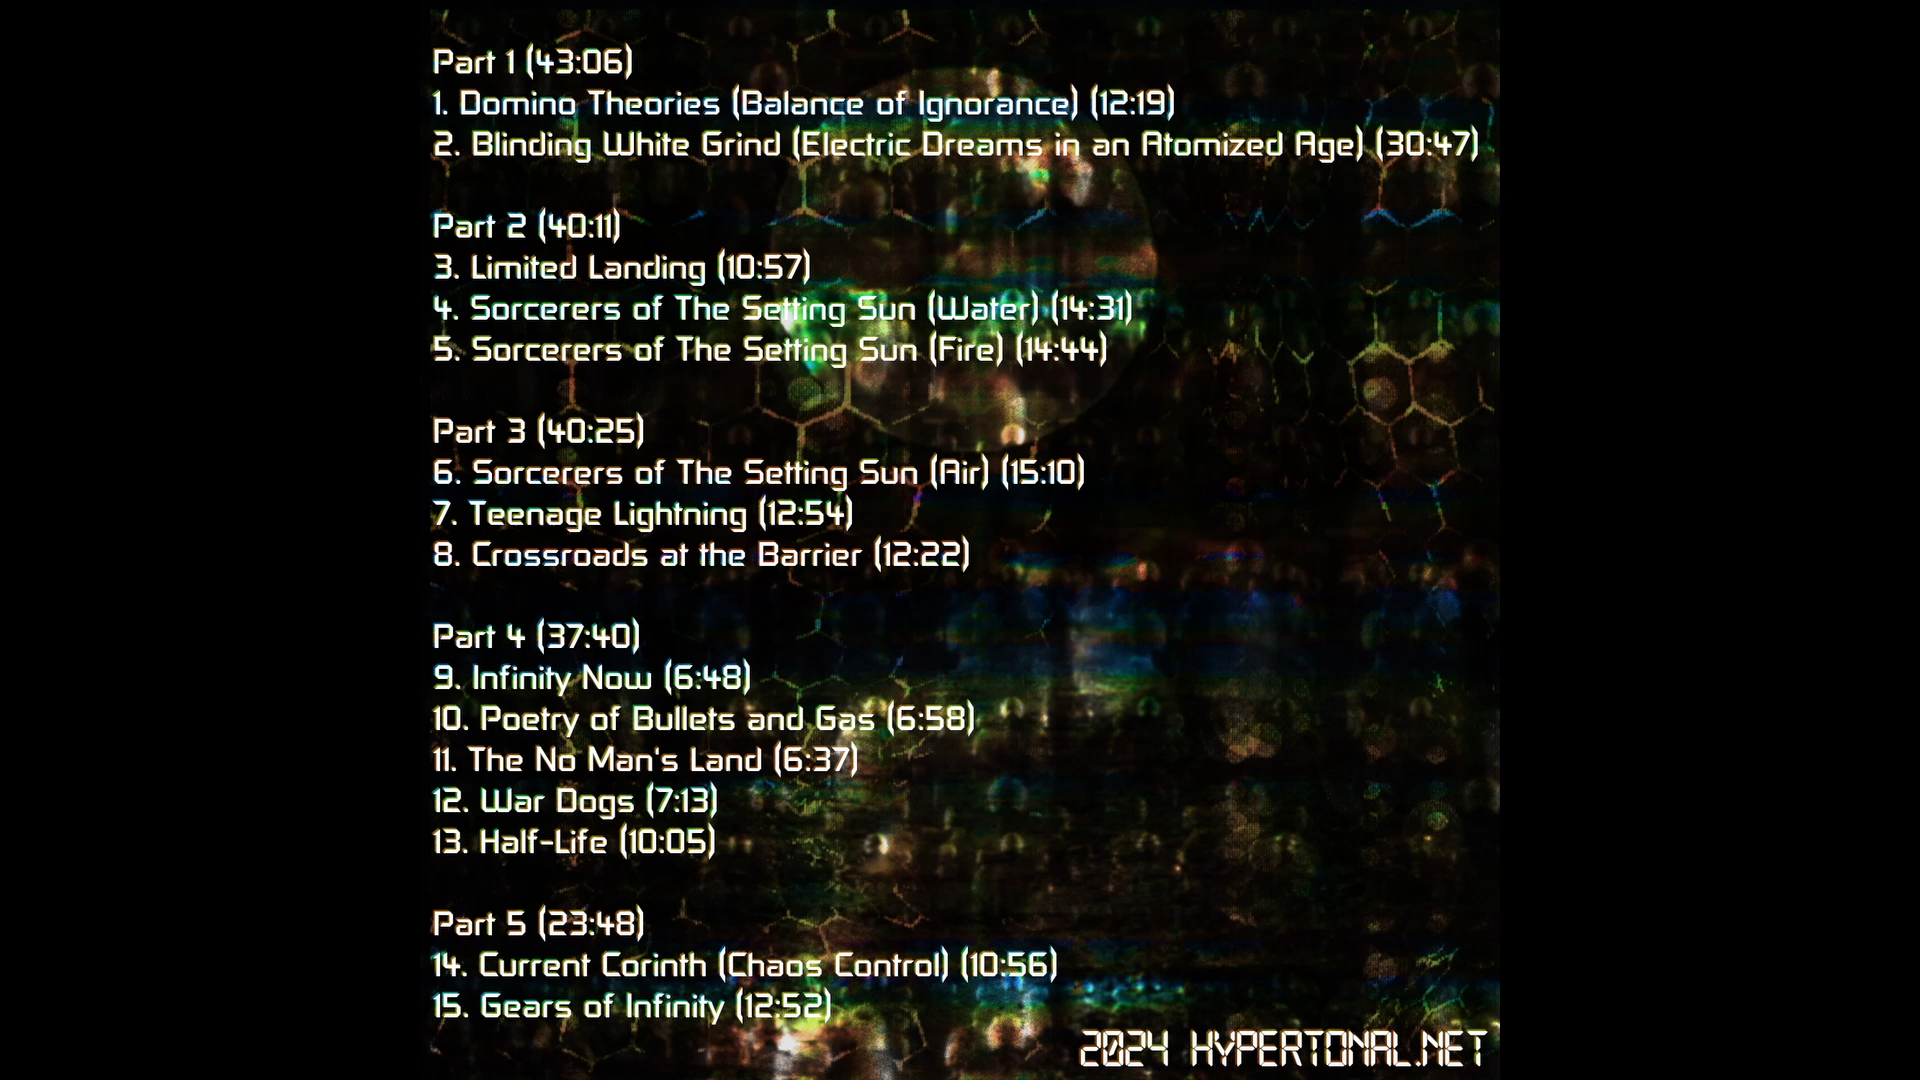 Part 1 (43:06)
1. Domino Theories (Balance of Ignorance) (12:19)
2. Blinding White Grind (Electric Dreams in an Atomized Age) (30:47)
Part 2 (40:11)
3. Limited Landing (10:57)
4. Sorcerers of The Setting Sun (Water) (14:31)
5. Sorcerers of The Setting Sun (Fire) (14:44)
Part 3 (40:25)
6. Sorcerers of The Setting Sun (Air) (15:10)
7. Teenage Lightning (12:54)
8. Crossroads at the Barrier (12:22)
Part 4 (37:40)
9. Infinity Now (6:48)
10. Poetry of Bullets and Gas (6:58)
11. The No Man's Land (6:37)
12. War Dogs (7:13)
13. Half-Life (10:05)
Part 5 (23:48)
14. Current Corinth (Chaos Control) (10:56)
15. Gears of Infinity (12:52)
2024 HYPERTONAL.NET